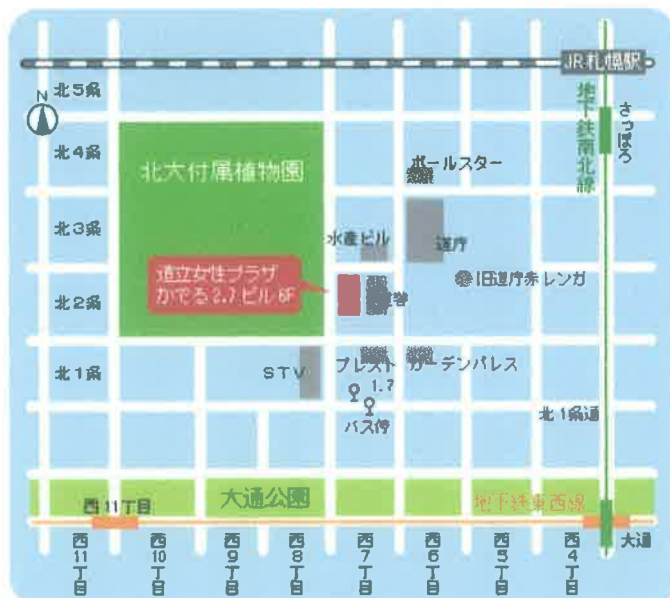 JR札幌駅
N
北5条
地下鉄南北線
さっぽろ
北4条
北大付属植物園
ポールスター
北3条
水産ビル
道庁
道立女性プラザ
かでる2.7ビル6F
旧道庁赤レンガ
北2条
北1条
STV
プレスト
1.7
ガーデンパレス
バス停
北1条通
大通公園
西11丁目
地下鉄東西線
大通
西11丁目
西10丁目
西9丁目
西8丁目
西7丁目
西6丁目
西5丁目
西4丁目